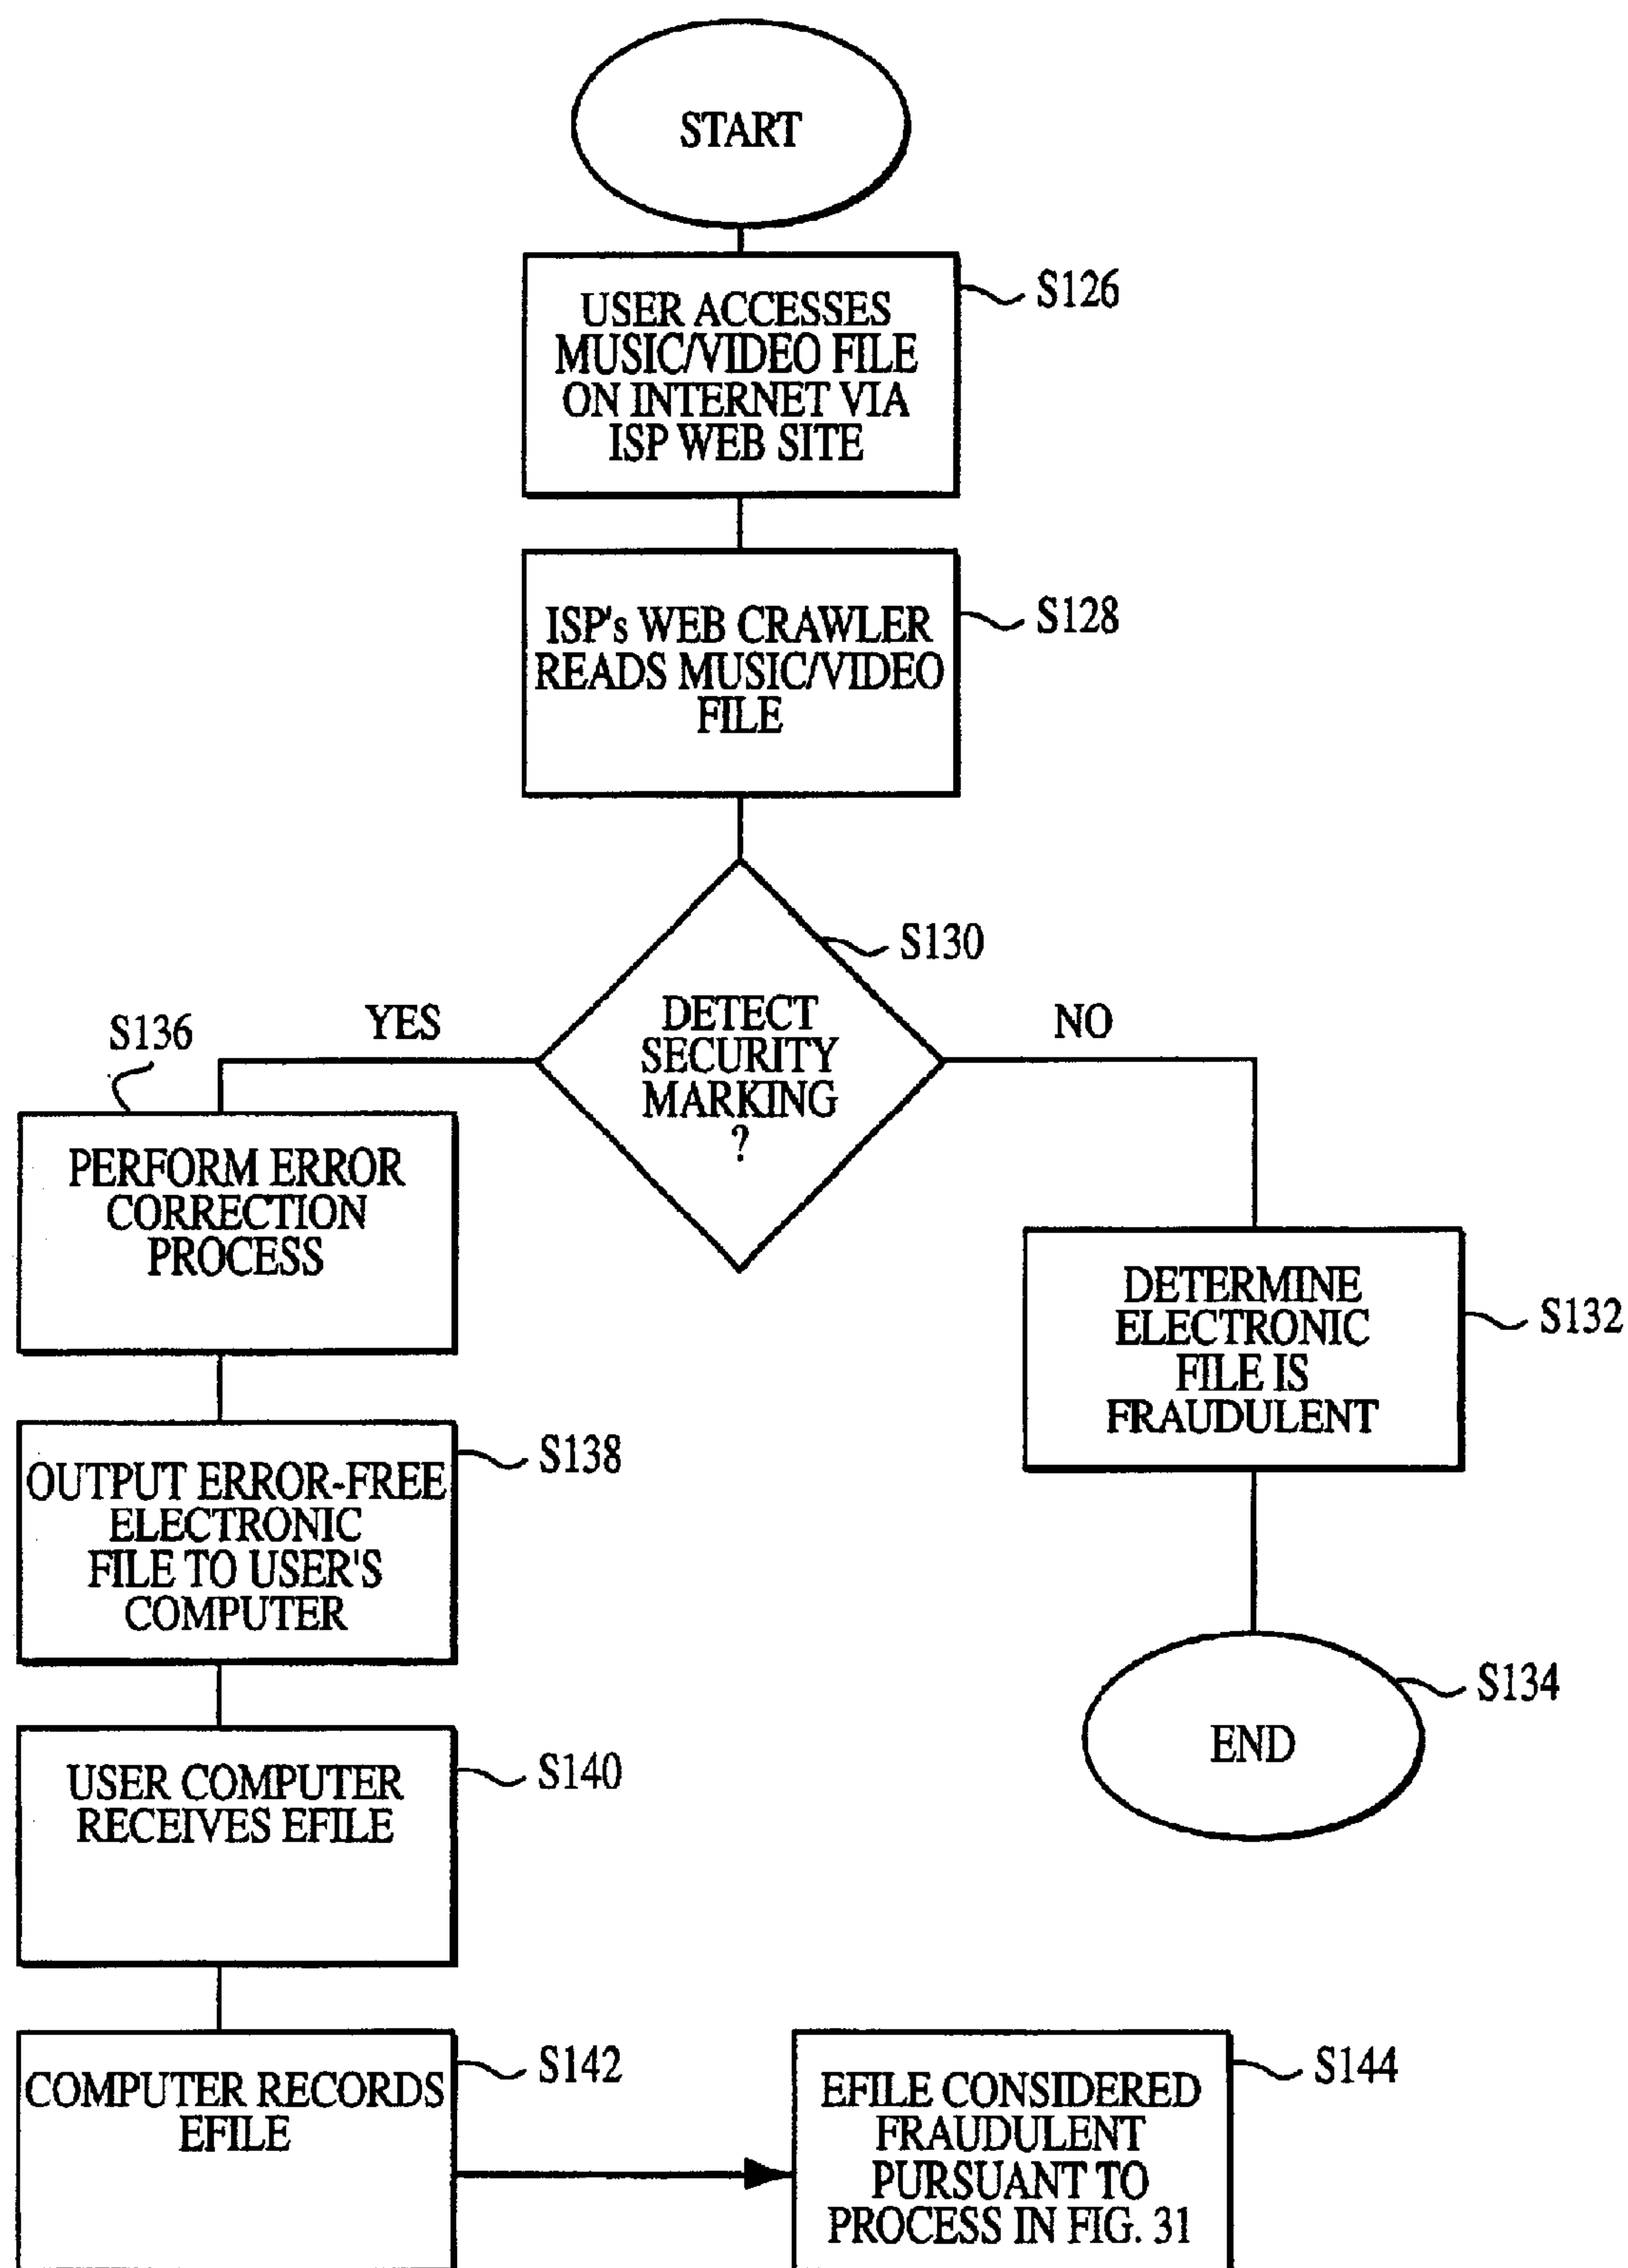 START
S126
USER ACCESSES
MUSIC/VIDEO FILE
ON INTERNET VIA
ISP WEB SITE
S128
ISP's WEB CRAWLER
READS MUSIC/VIDEO
FILE
S130
DETECT
SECURITY
MARKING
?
YES
NO
S136
PERFORM ERROR
CORRECTION
PROCESS
DETERMINE
ELECTRONIC
FILE IS
FRAUDULENT
S132
S138
OUTPUT ERROR-FREE
ELECTRONIC
FILE TO USER'S
COMPUTER
S134
END
S140
USER COMPUTER
RECEIVES EFILE
S142
COMPUTER RECORDS
EFILE
S144
EFILE CONSIDERED
FRAUDULENT
PURSUANT TO
PROCESS IN FIG. 31